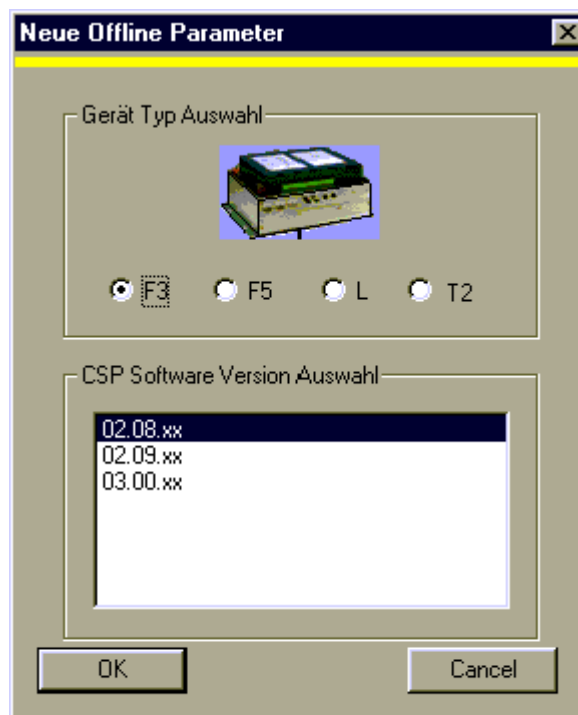 Neue Offline Parameter
Gerät Typ Auswahl
F3 F5 L T2
CSP Software Version Auswahl
02.08.xx
02.09.xx
03.00.xx
OK Cancel